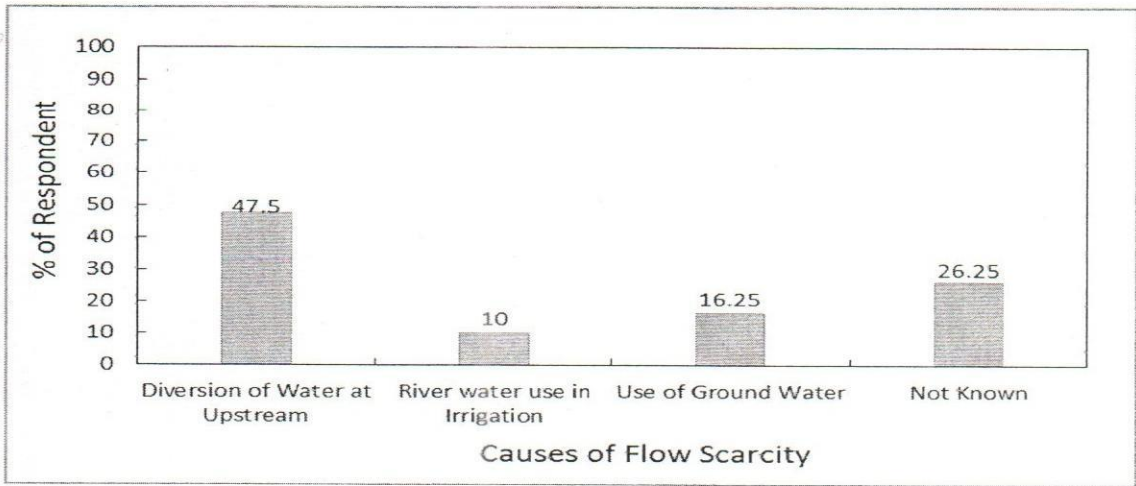 100
90
80
70
60
50
40
30
20
10
0
% of Respondent
47.5
10
16.25
26.25
Diversion of Water at
Upstream
River water use in
Irrigation
Use of Ground Water
Not Known
Causes of Flow Scarcity